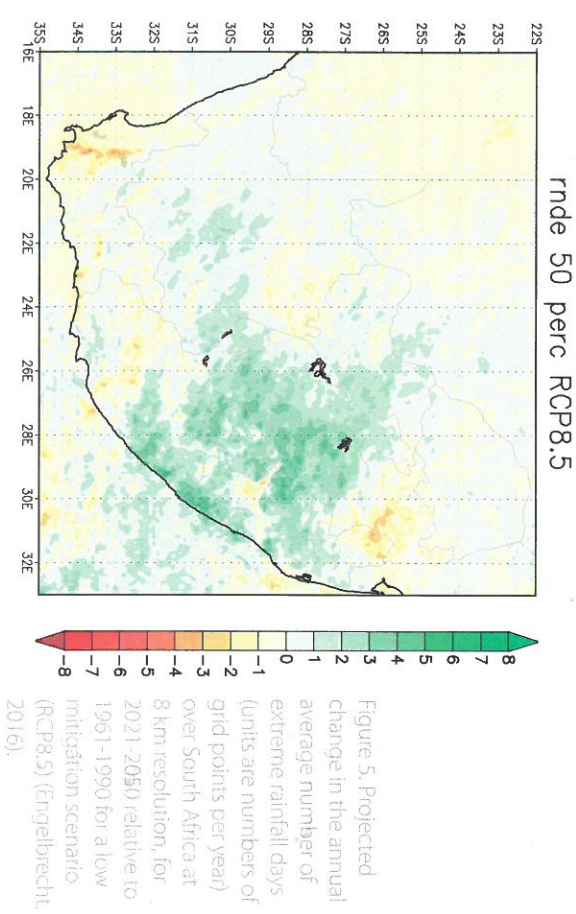 rnde 50 perc RCP8.5
22S
23S
24S
25S
26S
27S
28S
29S
30S
31S
32S
33S
34S
35S
16E
18E
20E
22E
24E
26E
28E
30E
32E
8
7
6
5
4
3
2
1
0
-1
-2
-3
-4
-5
-6
-7
-8
Figure 5. Projected
change in the annual
average number of
extreme rainfall days
(units are numbers of
grid points per year)
over South Africa at
8 km resolution, for
2021-2050 relative to
1961-1990 for a low
mitigation scenario
(RCP8.5) (Engelbrecht,
2016).